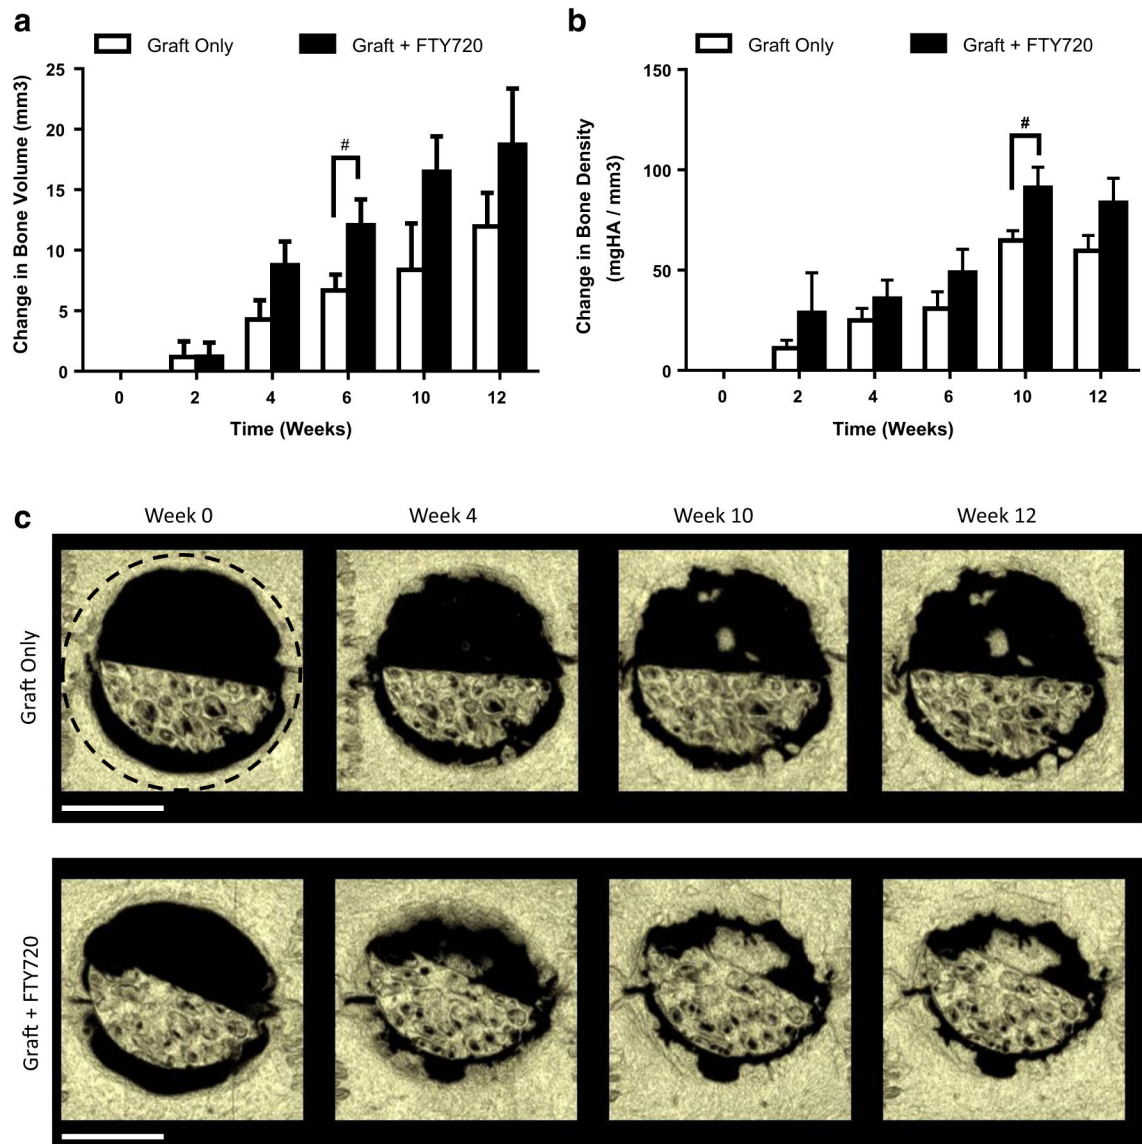 a
Graft Only
Graft + FTY720
Change in Bone Volume (mm3)
25
20
15
10
5
0
#
0 2 4 6 10 12
Time (Weeks)
b
Graft Only
Graft + FTY720
Change in Bone Density
(mgHA / mm3)
150
100
50
0
#
0 2 4 6 10 12
Time (Weeks)
c
Week 0 Week 4 Week 10 Week 12
Graft Only
Graft + FTY720